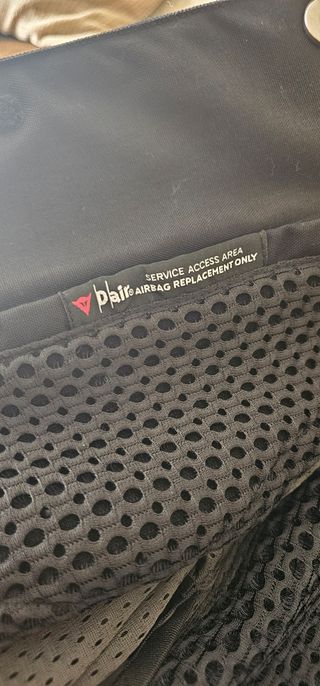 SERVICE ACCESS AREA
D|air® AIRBAG REPLACEMENT ONLY